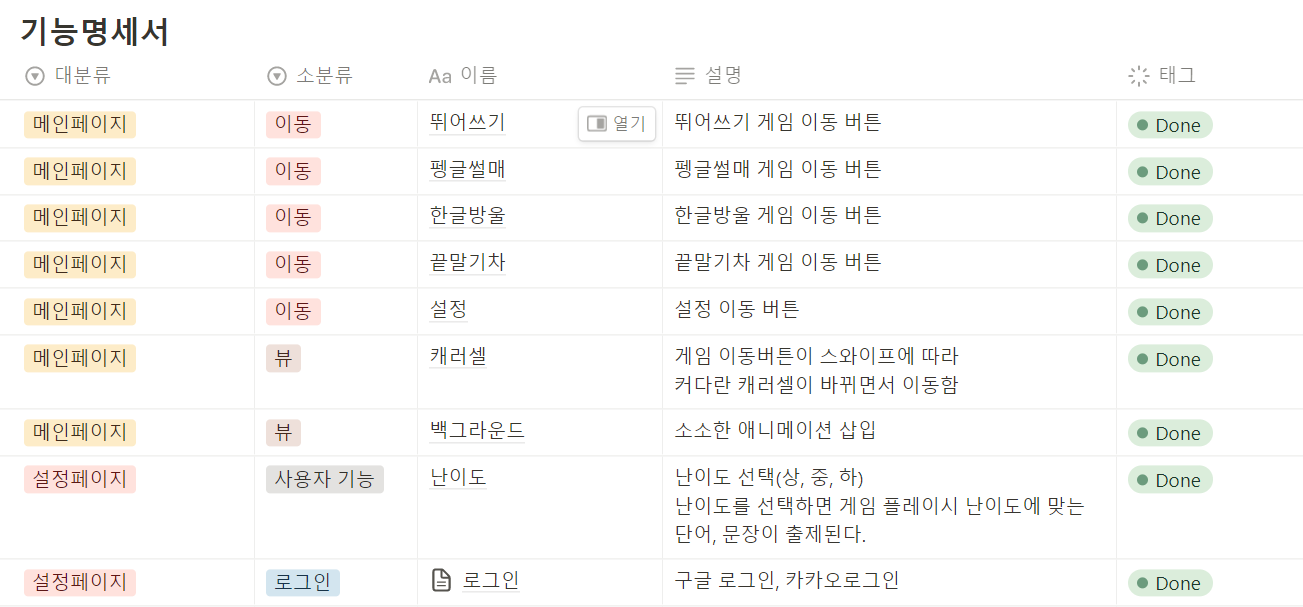 기능명세서
대분류 소분류 Aa 이름 설명 태그
메인페이지 이동 뛰어쓰기 열기 뛰어쓰기 게임 이동 버튼 Done
메인페이지 이동 펭글썰매 펭글썰매 게임 이동 버튼 Done
메인페이지 이동 한글방울 한글방울 게임 이동 버튼 Done
메인페이지 이동 끝말기차 끝말기차 게임 이동 버튼 Done
메인페이지 이동 설정 설정 이동 버튼 Done
메인페이지 뷰 캐러셀 게임 이동버튼이 스와이프에 따라 Done
커다란 캐러셀이 바뀌면서 이동함
메인페이지 뷰 백그라운드 소소한 애니메이션 삽입 Done
설정페이지 사용자 기능 난이도 난이도 선택(상, 중, 하) Done
난이도를 선택하면 게임 플레이시 난이도에 맞는
단어, 문장이 출제된다.
설정페이지 로그인 로그인 구글 로그인, 카카오로그인 Done